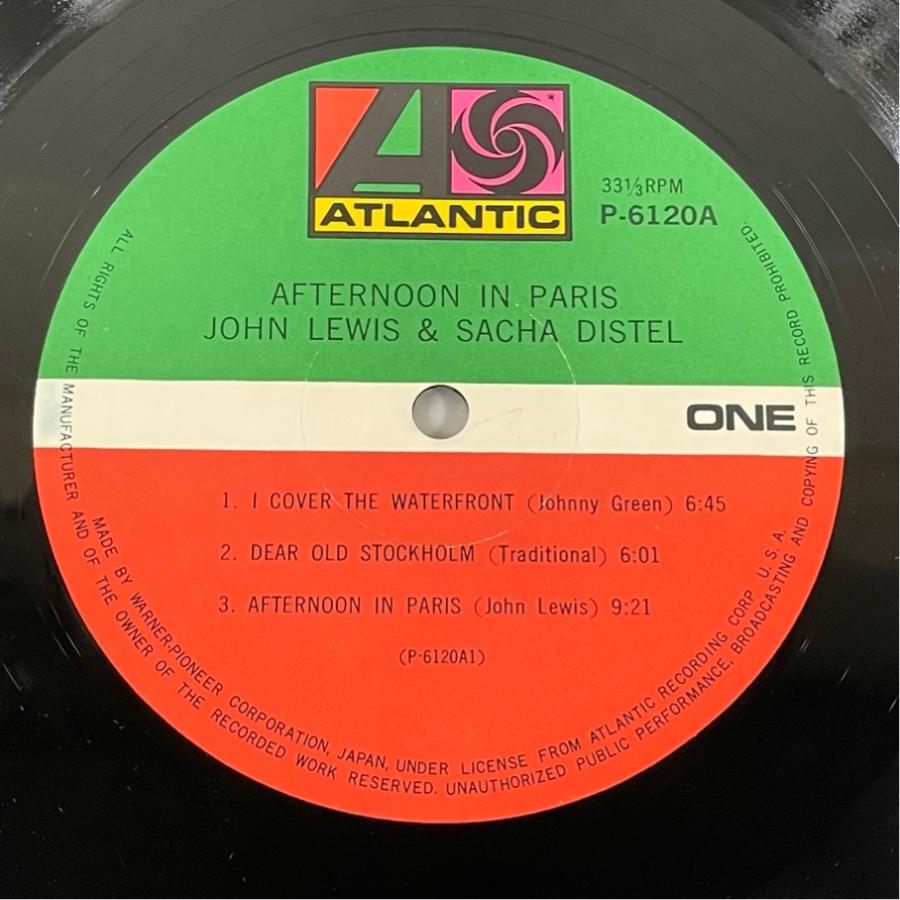 ATLANTIC
33⅓RPM
P-6120A
AFTERNOON IN PARIS
JOHN LEWIS & SACHA DISTEL
ONE
1. I COVER THE WATERFRONT (Johnny Green) 6:45
2. DEAR OLD STOCKHOLM (Traditional) 6:01
3. AFTERNOON IN PARIS (John Lewis) 9:21
(P-6120A1)
MADE BY WARNER-PIONEER CORPORATION, JAPAN, UNDER LICENSE FROM ATLANTIC RECORDING CORP. U.S.A.
ALL RIGHTS OF THE MANUFACTURER AND OF THE OWNER OF THE RECORDED WORK RESERVED. UNAUTHORIZED PUBLIC PERFORMANCE, BROADCASTING AND COPYING OF THIS RECORD PROHIBITED.